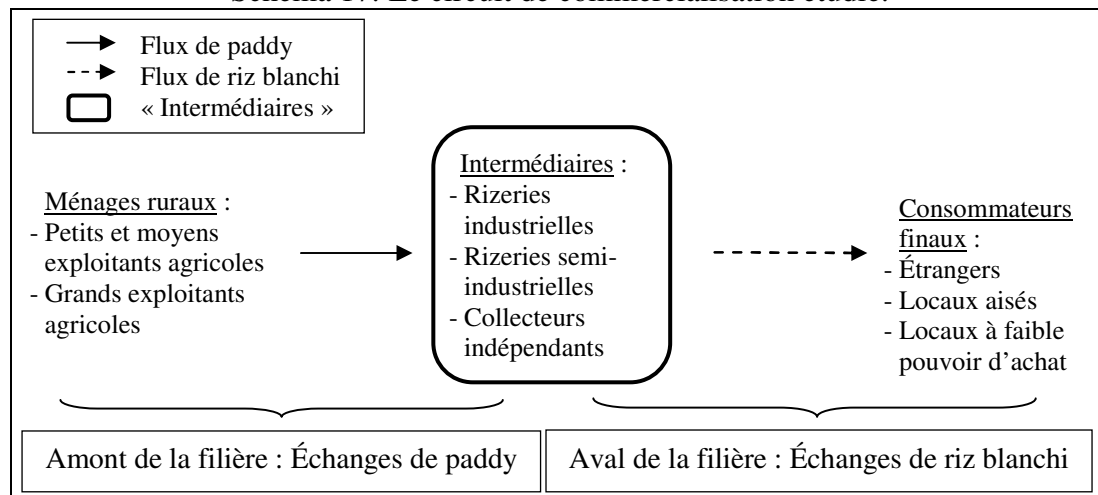 Schéma 17. Le circuit de commercialisation étudié.
Flux de paddy
Flux de riz blanchi
« Intermédiaires »
Ménages ruraux :
- Petits et moyens
exploitants agricoles
- Grands exploitants
agricoles
Intermédiaires :
- Rizeries
industrielles
- Rizeries semi-
industrielles
- Collecteurs
indépendants
Consommateurs
finaux :
- Étrangers
- Locaux aisés
- Locaux à faible
pouvoir d’achat
Amont de la filière : Échanges de paddy
Aval de la filière : Échanges de riz blanchi